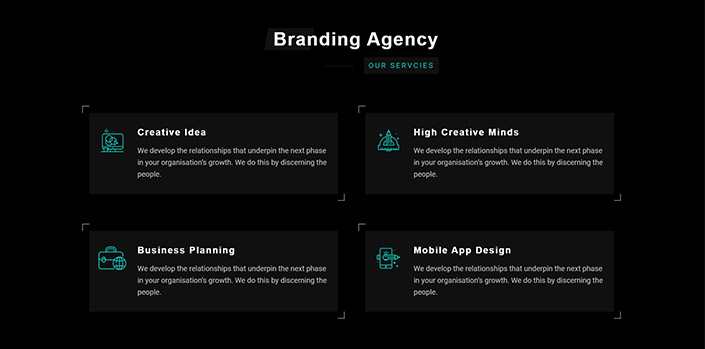 Branding Agency
OUR SERVCIES
Creative Idea
We develop the relationships that underpin the next phase
in your organisation's growth. We do this by discerning the
people.
High Creative Minds
We develop the relationships that underpin the next phase
in your organisation's growth. We do this by discerning the
people.
Business Planning
We develop the relationships that underpin the next phase
in your organisation's growth. We do this by discerning the
people.
Mobile App Design
We develop the relationships that underpin the next phase
in your organisation's growth. We do this by discerning the
people.